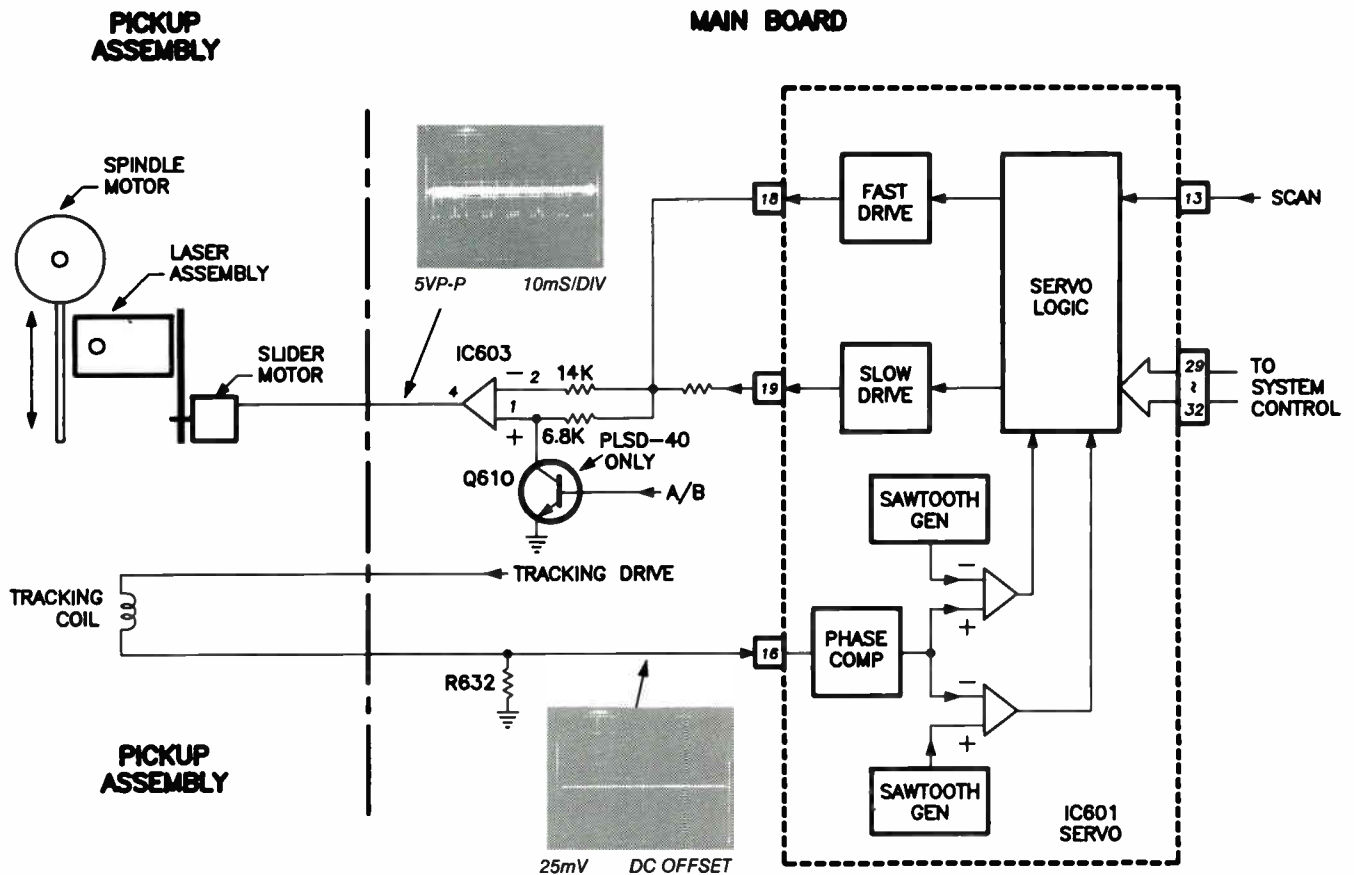 PICKUP
ASSEMBLY
MAIN BOARD
SPINDLE
MOTOR
LASER
ASSEMBLY
SLIDER
MOTOR
5VP-P 10mS/DIV
IC603
4
− 2
14K
1
+
6.8K
PLSD-40
ONLY
Q610
A/B
18
FAST
DRIVE
SERVO
LOGIC
13
SCAN
19
SLOW
DRIVE
29
~
32
TO
SYSTEM
CONTROL
SAWTOOTH
GEN
−
+
TRACKING DRIVE
TRACKING
COIL
R632
16
PHASE
COMP
−
+
SAWTOOTH
GEN
IC601
SERVO
PICKUP
ASSEMBLY
25mV DC OFFSET